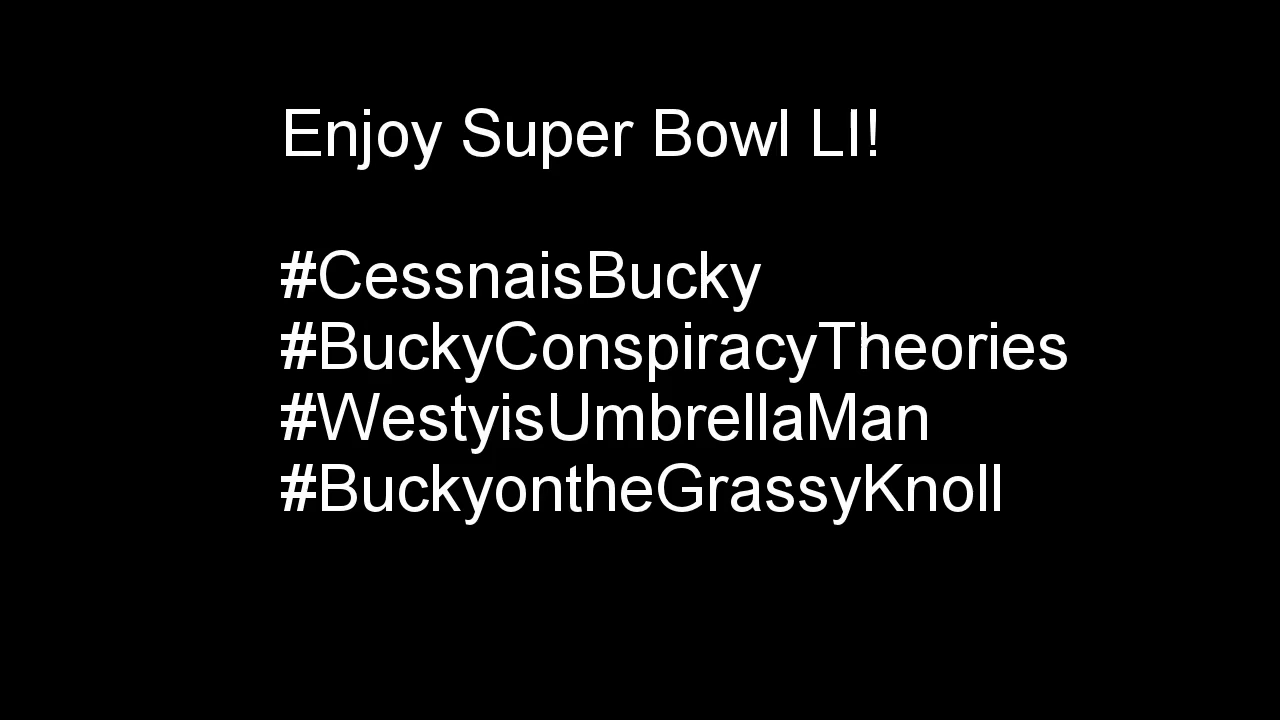 Enjoy Super Bowl LI!
#CessnaisBucky
#BuckyConspiracyTheories
#WestyisUmbrellaMan
#BuckyontheGrassyKnoll